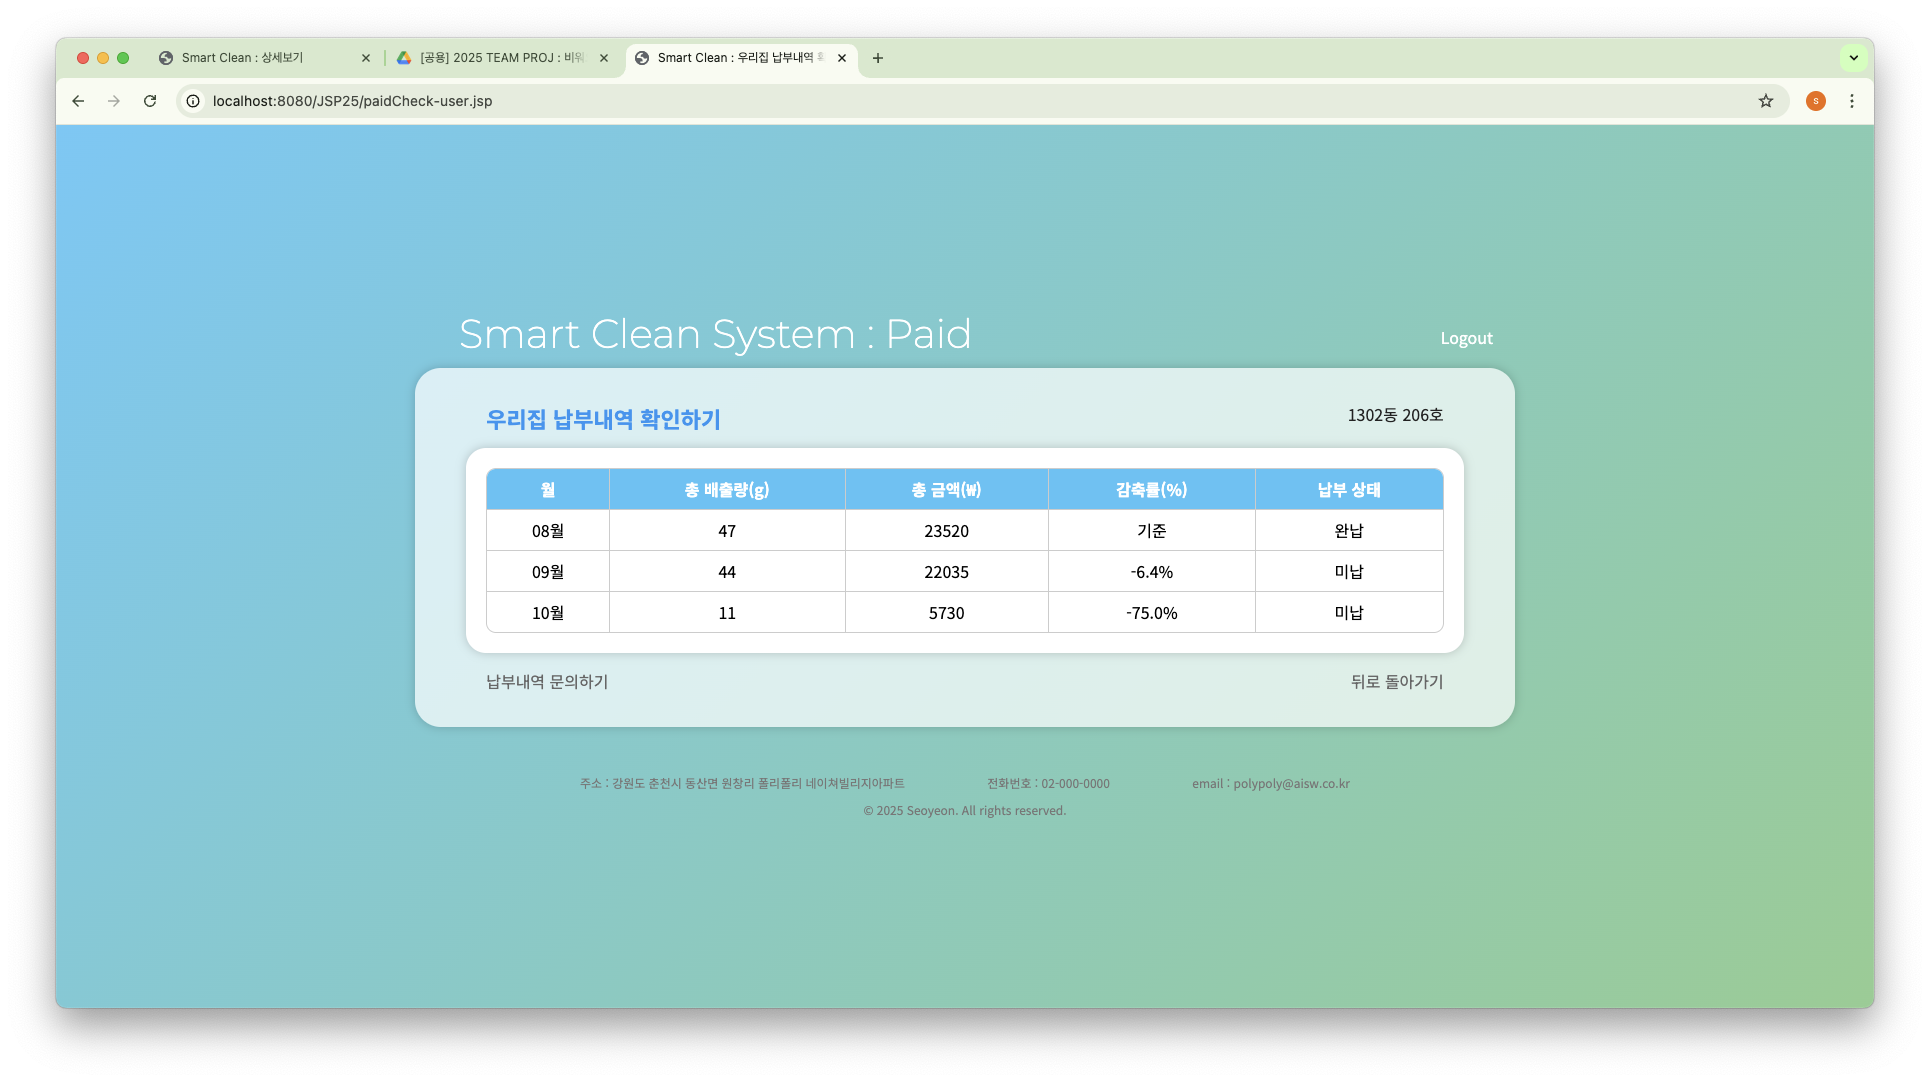 Smart Clean : 상세보기
[공용] 2025 TEAM PROJ : 비워
Smart Clean : 우리집 납부내역
localhost:8080/JSP25/paidCheck-user.jsp
s
Smart Clean System : Paid
Logout
우리집 납부내역 확인하기
1302동 206호
월 총 배출량(g) 총 금액(₩) 감축률(%) 납부 상태
08월 47 23520 기준 완납
09월 44 22035 -6.4% 미납
10월 11 5730 -75.0% 미납
납부내역 문의하기
뒤로 돌아가기
주소 : 강원도 춘천시 동산면 원창리 폴리폴리 네이쳐빌리지아파트 전화번호 : 02-000-0000 email : polypoly@aisw.co.kr
© 2025 Seoyeon. All rights reserved.